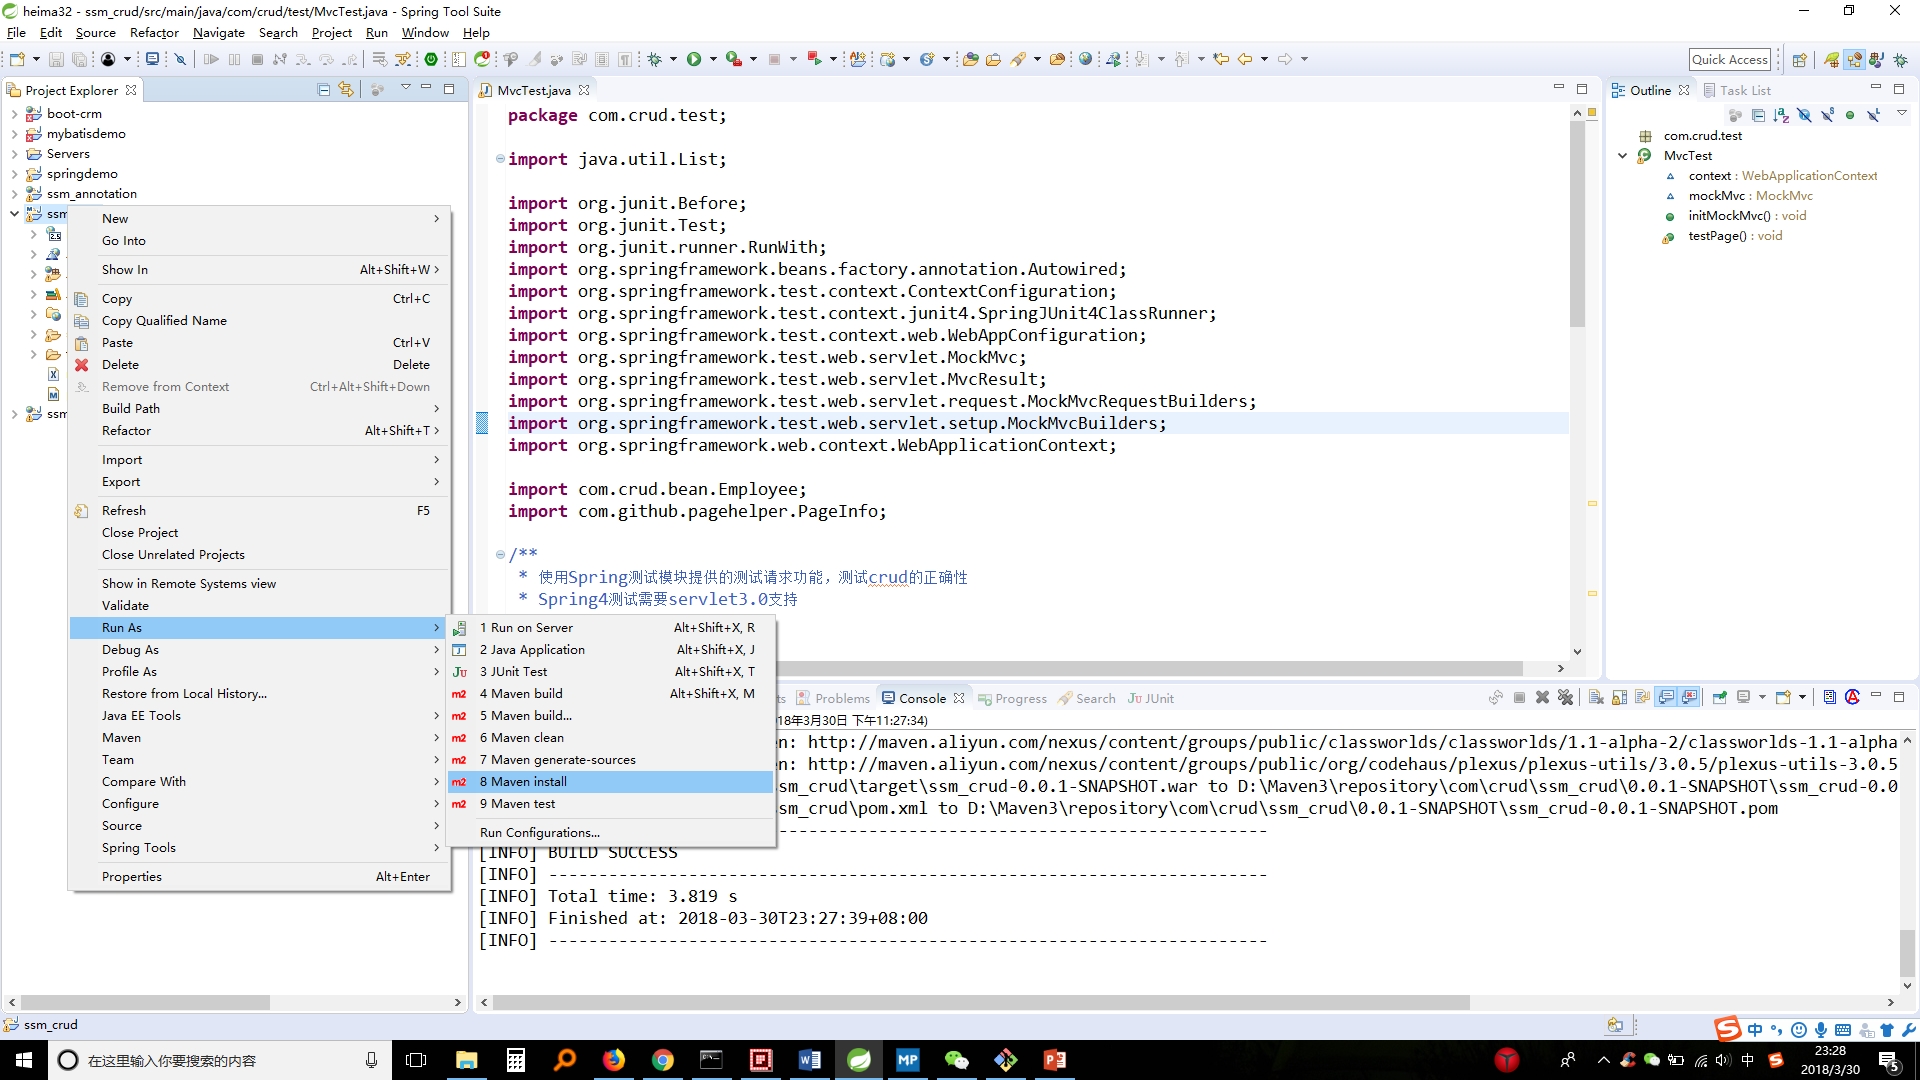 heima32 - ssm_crud/src/main/java/com/crud/test/MvcTest.java - Spring Tool Suite
File Edit Source Refactor Navigate Search Project Run Window Help
Quick Access
Project Explorer
boot-crm
mybatisdemo
Servers
springdemo
ssm_annotation
ssm
ssm
New
Go Into
Show In Alt+Shift+W
Copy Ctrl+C
Copy Qualified Name
Paste Ctrl+V
Delete Delete
Remove from Context Ctrl+Alt+Shift+Down
Build Path
Refactor Alt+Shift+T
Import
Export
Refresh F5
Close Project
Close Unrelated Projects
Show in Remote Systems view
Validate
Run As
Debug As
Profile As
Restore from Local History...
Java EE Tools
Maven
Team
Compare With
Configure
Source
Spring Tools
Properties Alt+Enter
1 Run on Server Alt+Shift+X, R
2 Java Application Alt+Shift+X, J
3 JUnit Test Alt+Shift+X, T
4 Maven build Alt+Shift+X, M
5 Maven build...
6 Maven clean
7 Maven generate-sources
8 Maven install
9 Maven test
Run Configurations...
MvcTest.java
package com.crud.test;
import java.util.List;
import org.junit.Before;
import org.junit.Test;
import org.junit.runner.RunWith;
import org.springframework.beans.factory.annotation.Autowired;
import org.springframework.test.context.ContextConfiguration;
import org.springframework.test.context.junit4.SpringJUnit4ClassRunner;
import org.springframework.test.context.web.WebAppConfiguration;
import org.springframework.test.web.servlet.MockMvc;
import org.springframework.test.web.servlet.MvcResult;
import org.springframework.test.web.servlet.request.MockMvcRequestBuilders;
import org.springframework.test.web.servlet.setup.MockMvcBuilders;
import org.springframework.web.context.WebApplicationContext;
import com.crud.bean.Employee;
import com.github.pagehelper.PageInfo;
/**
* 使用Spring测试模块提供的测试请求功能，测试crud的正确性
* Spring4测试需要servlet3.0支持
Outline Task List
com.crud.test
MvcTest
context : WebApplicationContext
mockMvc : MockMvc
initMockMvc() : void
testPage() : void
ts Problems Console Progress Search JUnit
18年3月30日 下午11:27:34)
n: http://maven.aliyun.com/nexus/content/groups/public/classworlds/classworlds/1.1-alpha-2/classworlds-1.1-alpha
n: http://maven.aliyun.com/nexus/content/groups/public/org/codehaus/plexus/plexus-utils/3.0.5/plexus-utils-3.0.5
sm_crud\target\ssm_crud-0.0.1-SNAPSHOT.war to D:\Maven3\repository\com\crud\ssm_crud\0.0.1-SNAPSHOT\ssm_crud-0.0
sm_crud\pom.xml to D:\Maven3\repository\com\crud\ssm_crud\0.0.1-SNAPSHOT\ssm_crud-0.0.1-SNAPSHOT.pom
------------------------------------------------
[INFO] BUILD SUCCESS
[INFO] ------------------------------------------------------------------------
[INFO] Total time: 3.819 s
[INFO] Finished at: 2018-03-30T23:27:39+08:00
[INFO] ------------------------------------------------------------------------
ssm_crud
中
在这里输入你要搜索的内容
MP
中
23:28
2018/3/30
5